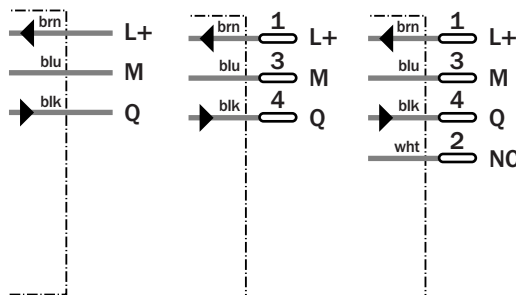 brn L+
blu M
blk Q
brn 1 L+
blu 3 M
blk 4 Q
brn 1 L+
blu 3 M
blk 4 Q
wht 2 NC